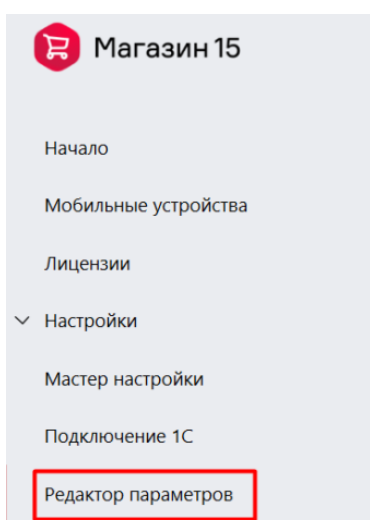 Магазин 15
Начало
Мобильные устройства
Лицензии
Настройки
Мастер настройки
Подключение 1С
Редактор параметров